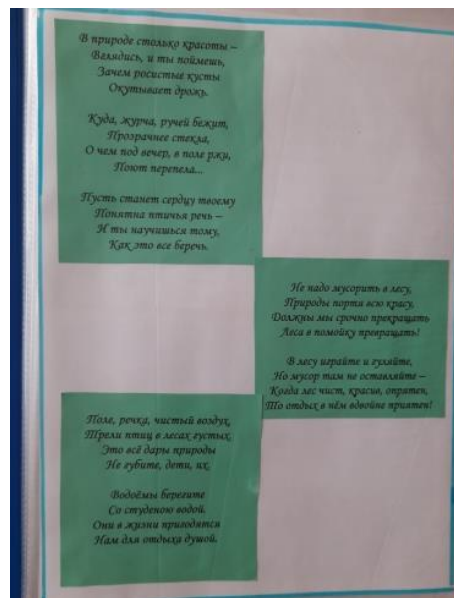 В природе столько красоты –
Вглядись, и ты поймешь,
Зачем росистые кусты
Окутывает дрожь.
Куда, журча, ручей бежит,
Прозрачнее стекла,
О чем под вечер, в поле ржи,
Поют перепела...
Пусть станет сердцу твоему
Понятна птичья речь –
И ты научишься тому,
Как это все беречь.
Не надо мусорить в лесу,
Природы портя всю красу,
Должны мы срочно прекращать
Леса в помойку превращать!
В лесу играйте и гуляйте,
Но мусор там не оставляйте –
Когда лес чист, красив, опрятен,
То отдых в нём вдвойне приятен!
Поле, речка, чистый воздух,
Трели птиц в лесах густых.
Это всё дары природы
Не губите, дети, их.
Водоёмы берегите
Со студеною водой.
Они в жизни пригодятся
Нам для отдыха душой.